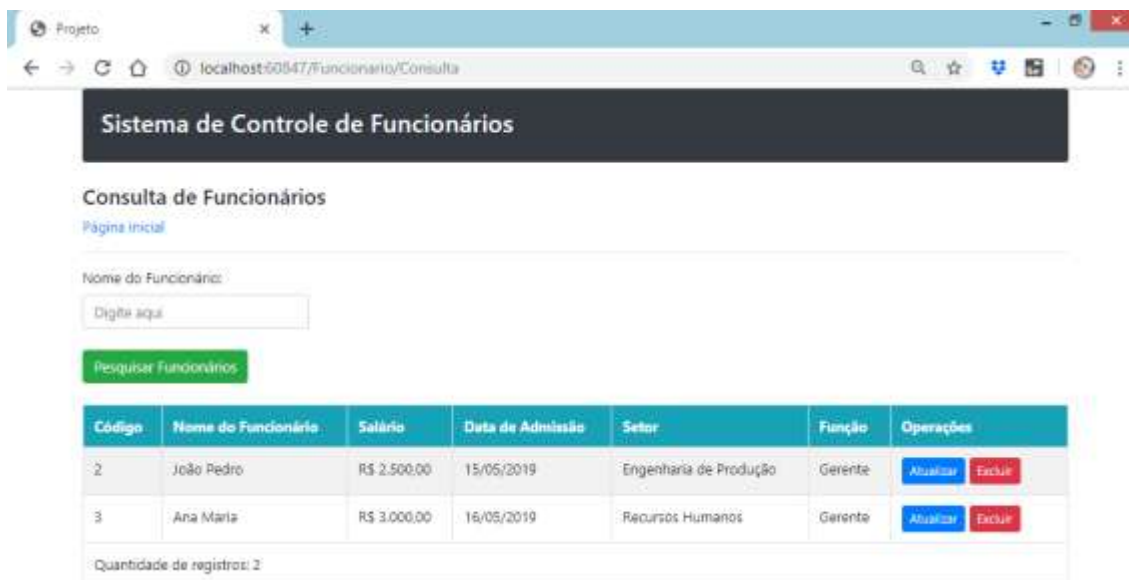 Projeto
localhost:60847/Funcionario/Consulta
Sistema de Controle de Funcionários
Consulta de Funcionários
Página inicial
Nome do Funcionário:
Digite aqui
Pesquisar Funcionários
Código Nome do Funcionário Salário Data de Admissão Setor Função Operações
2 João Pedro R$ 2.500,00 15/05/2019 Engenharia de Produção Gerente Atualizar Excluir
3 Ana Maria R$ 3.000,00 16/05/2019 Recursos Humanos Gerente Atualizar Excluir
Quantidade de registros: 2